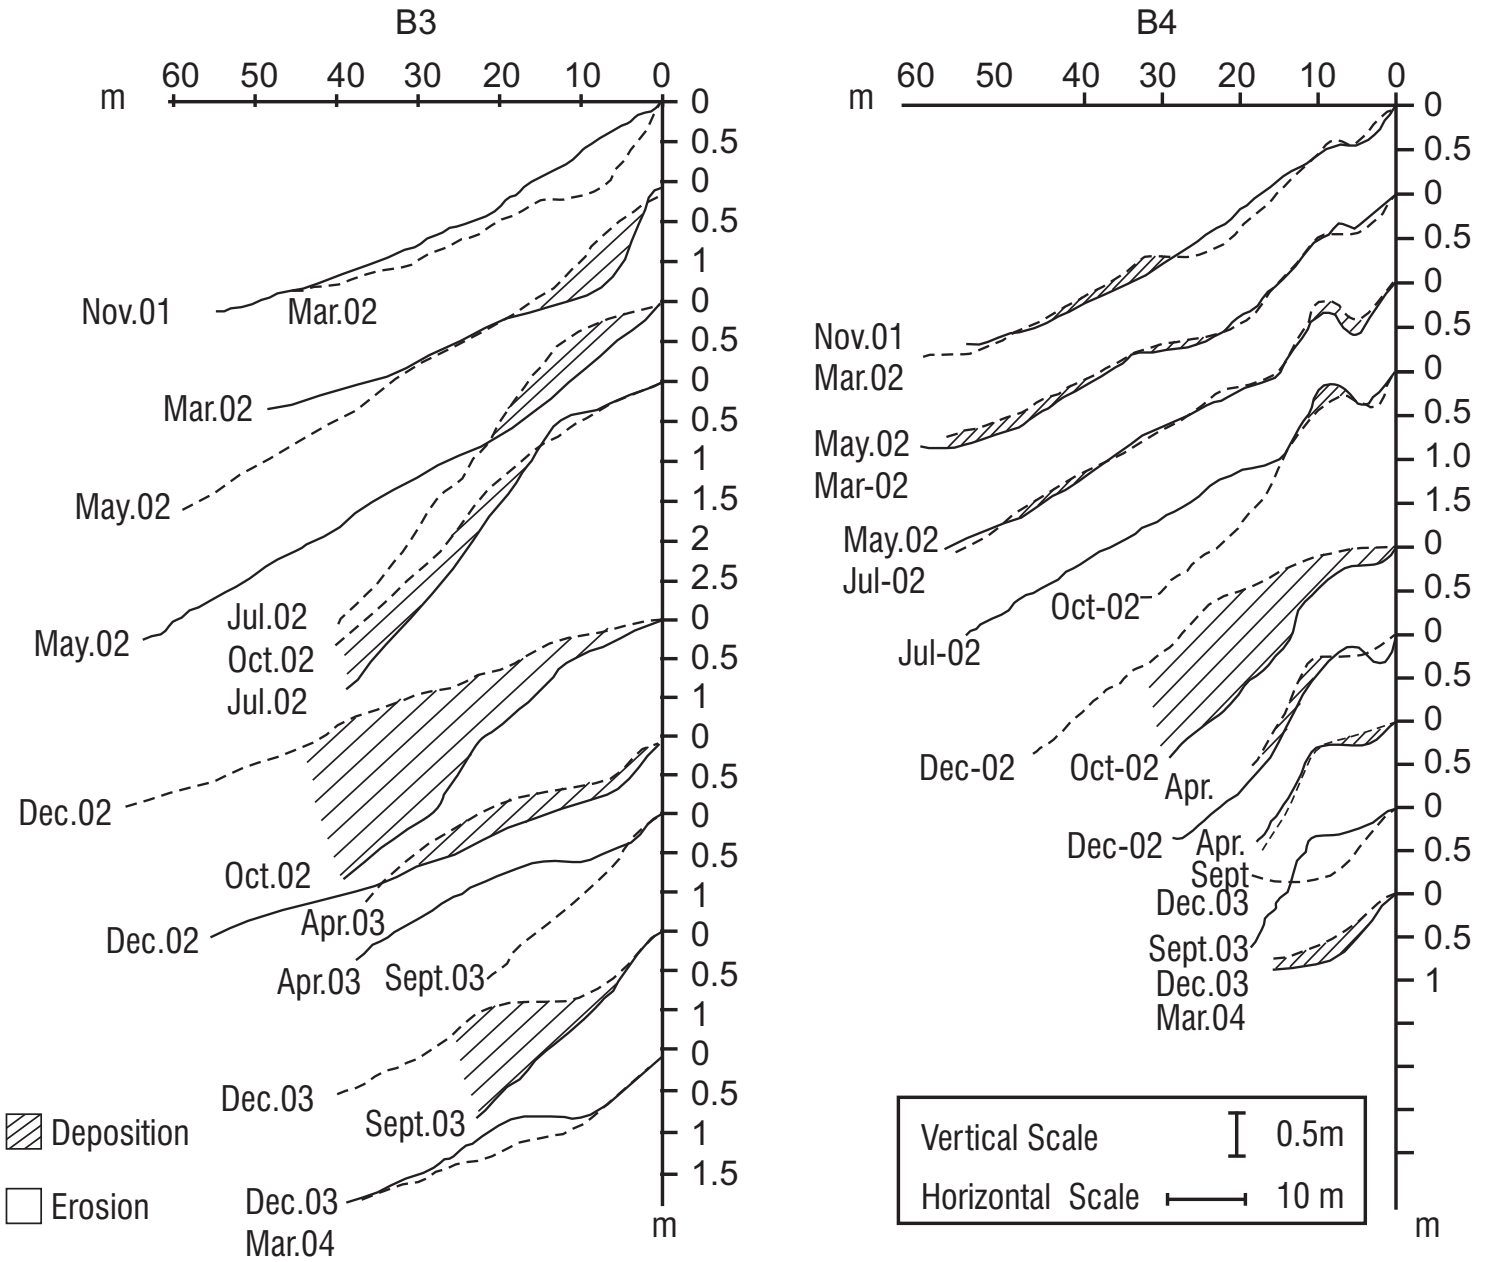 B3
60 50 40 30 20 10 0
m
0
0.5
0
0.5
1
0
0.5
0
0.5
1
1.5
2
2.5
0
0.5
1
0
0.5
0
0.5
1
0
0.5
1
0
0.5
1
1.5
m
Nov.01
Mar.02
Mar.02
May.02
May.02
Jul.02
Oct.02
Jul.02
Dec.02
Oct.02
Dec.02
Apr.03
Apr.03
Sept.03
Dec.03
Sept.03
Dec.03
Mar.04
Deposition
Erosion
B4
60 50 40 30 20 10 0
m
0
0.5
0
0.5
0
0.5
0
0.5
1.0
1.5
0
0.5
0
0.5
0
0.5
0
0.5
0
0.5
1
m
Nov.01
Mar.02
May.02
Mar-02
May.02
Jul-02
Oct-02
Jul-02
Dec-02
Oct-02
Apr.
Dec-02
Apr.
Sept
Dec.03
Sept.03
Dec.03
Mar.04
Vertical Scale 0.5m
Horizontal Scale 10 m